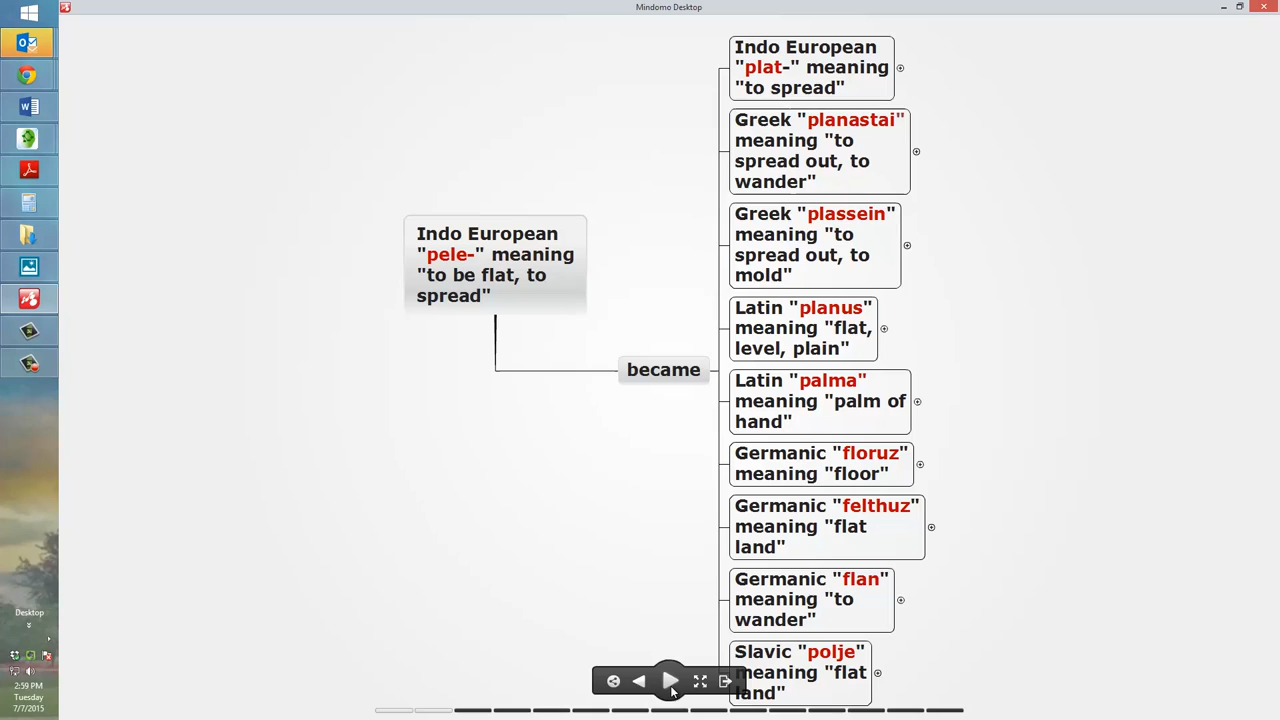 Mindomo Desktop
Indo European
"pele-" meaning
"to be flat, to
spread"
became
Indo European
"plat-" meaning
"to spread"
Greek "planastai"
meaning "to
spread out, to
wander"
Greek "plassein"
meaning "to
spread out, to
mold"
Latin "planus"
meaning "flat,
level, plain"
Latin "palma"
meaning "palm of
hand"
Germanic "floruz"
meaning "floor"
Germanic "felthuz"
meaning "flat
land"
Germanic "flan"
meaning "to
wander"
Slavic "polje"
meaning "flat
land"
Desktop
2:59 PM
Tuesday
7/7/2015